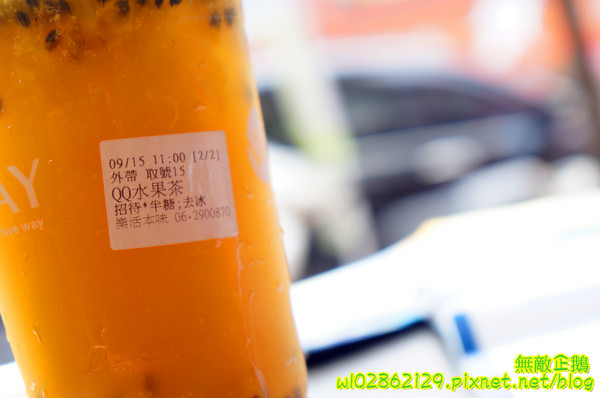 AY
love way
09/15 11:00 [2/2]
外帶 取號15
QQ水果茶
招待*半糖;去冰
樂活本味 06-2900870
無敵企鵝
wl02862129.pixnet.net/blog